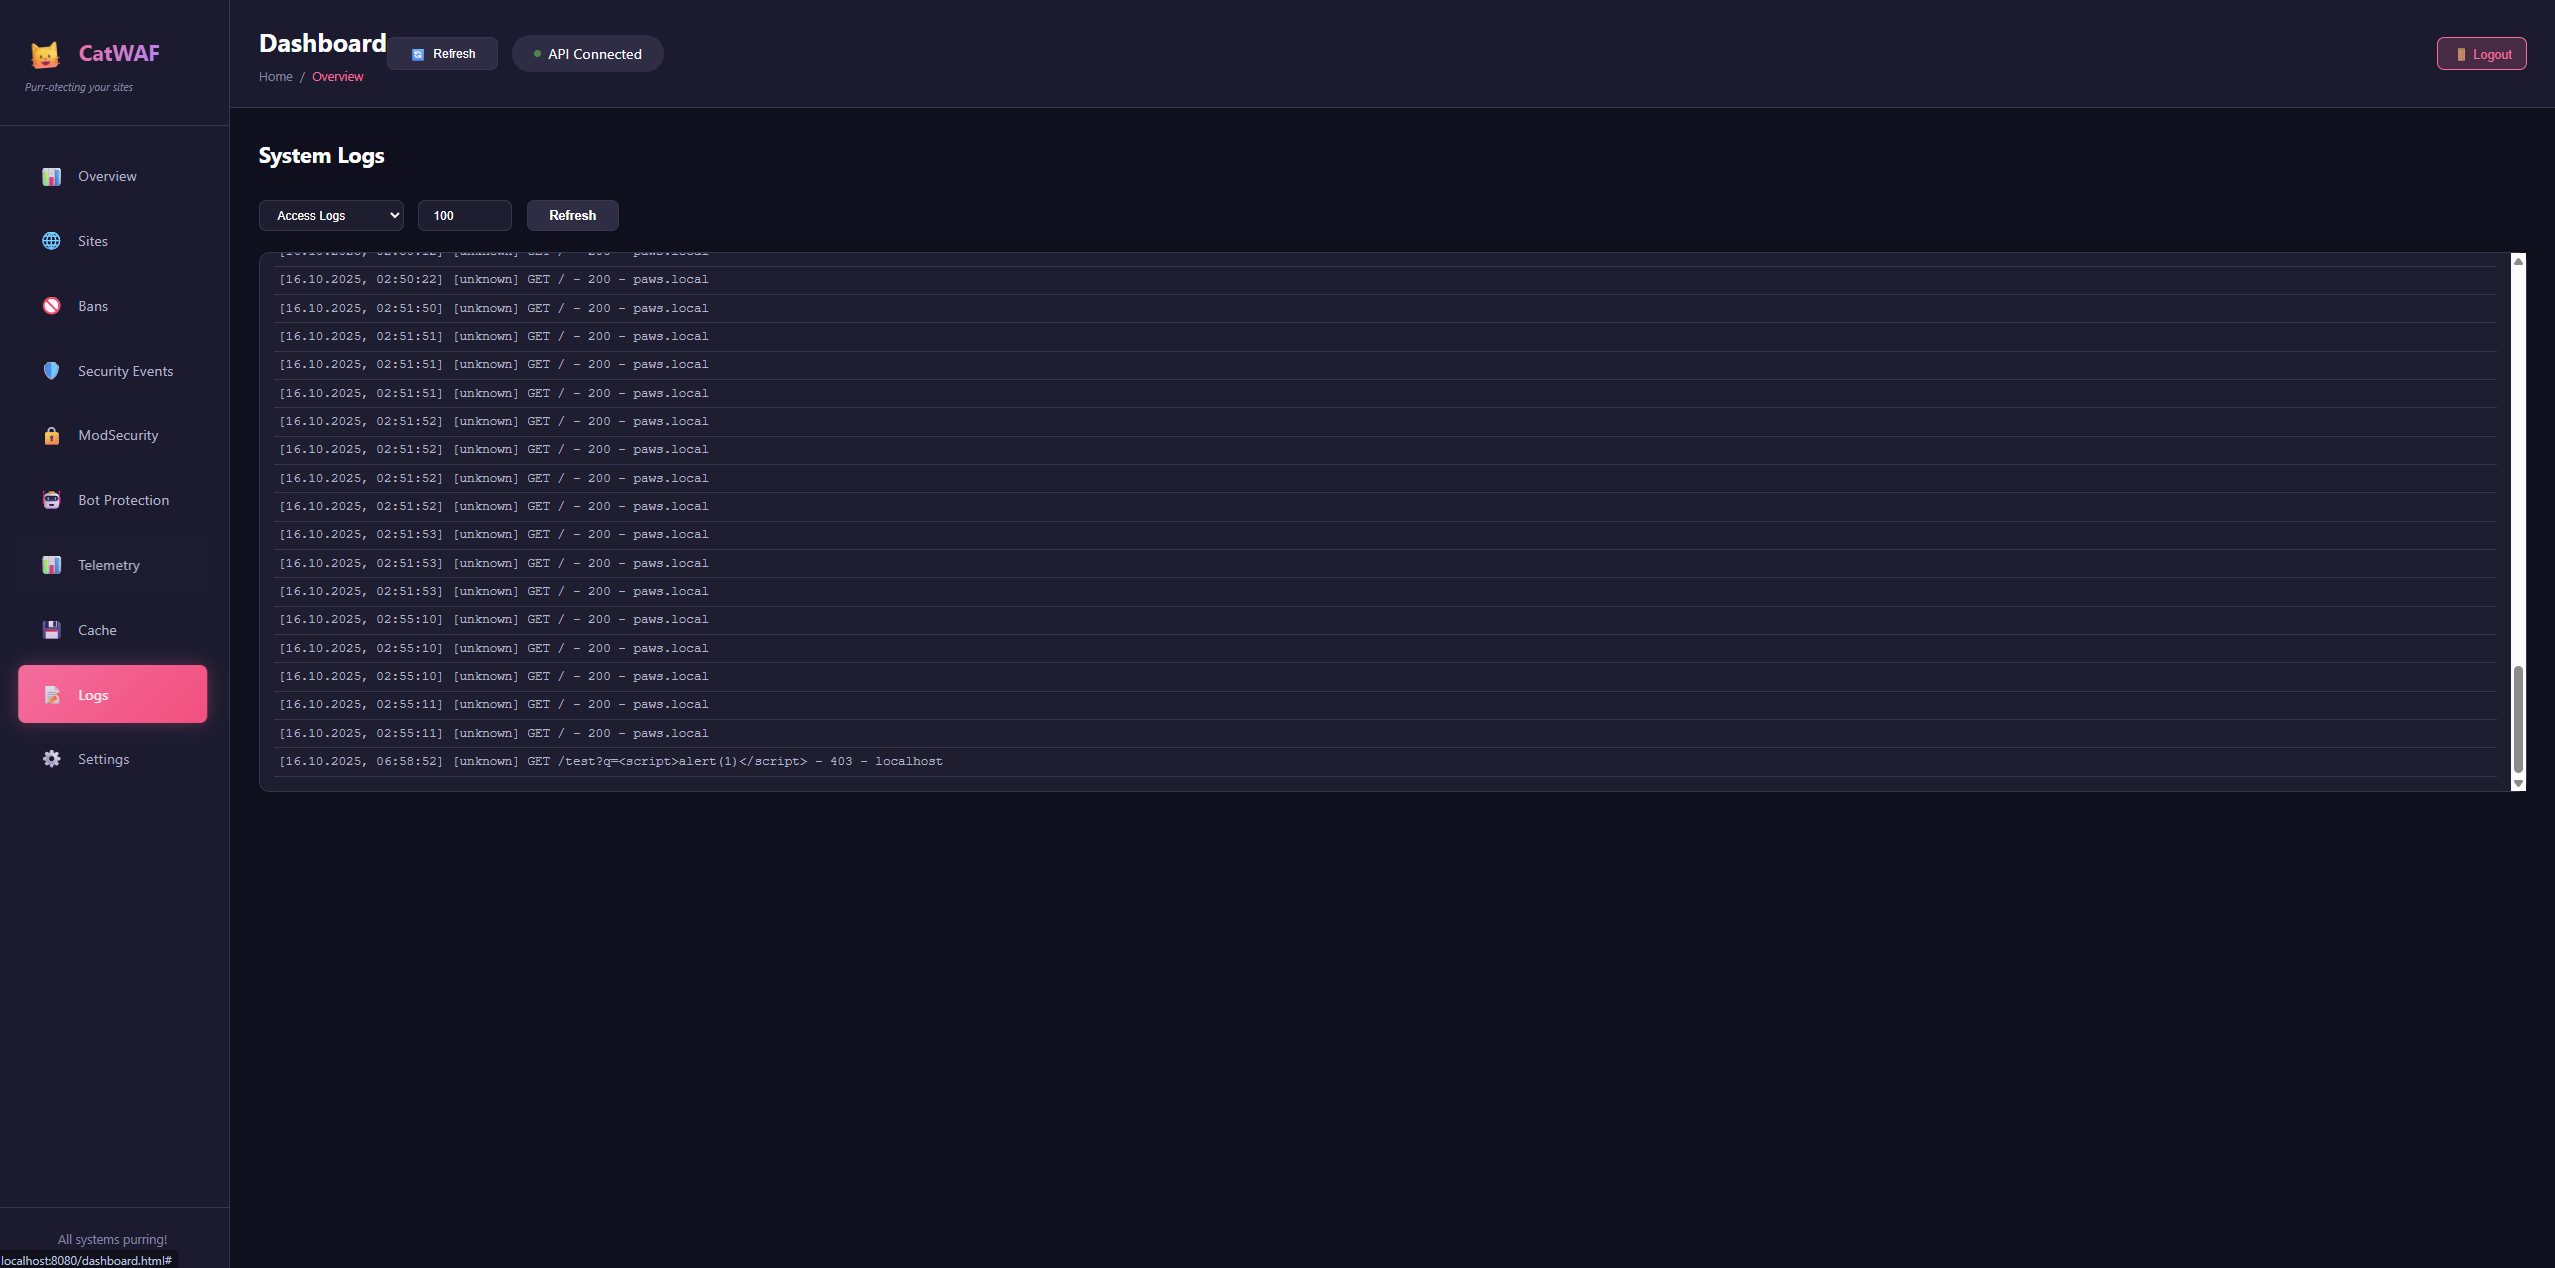 CatWAF
Purr-otecting your sites
Overview
Sites
Bans
Security Events
ModSecurity
Bot Protection
Telemetry
Cache
Logs
Settings
All systems purring!
localhost:8080/dashboard.html#
Dashboard
Home / Overview
Refresh
API Connected
Logout
System Logs
Access Logs
100
Refresh
[16.10.2025, 02:50:22] [unknown] GET / - 200 - paws.local
[16.10.2025, 02:51:50] [unknown] GET / - 200 - paws.local
[16.10.2025, 02:51:51] [unknown] GET / - 200 - paws.local
[16.10.2025, 02:51:51] [unknown] GET / - 200 - paws.local
[16.10.2025, 02:51:51] [unknown] GET / - 200 - paws.local
[16.10.2025, 02:51:52] [unknown] GET / - 200 - paws.local
[16.10.2025, 02:51:52] [unknown] GET / - 200 - paws.local
[16.10.2025, 02:51:52] [unknown] GET / - 200 - paws.local
[16.10.2025, 02:51:52] [unknown] GET / - 200 - paws.local
[16.10.2025, 02:51:53] [unknown] GET / - 200 - paws.local
[16.10.2025, 02:51:53] [unknown] GET / - 200 - paws.local
[16.10.2025, 02:51:53] [unknown] GET / - 200 - paws.local
[16.10.2025, 02:55:10] [unknown] GET / - 200 - paws.local
[16.10.2025, 02:55:10] [unknown] GET / - 200 - paws.local
[16.10.2025, 02:55:10] [unknown] GET / - 200 - paws.local
[16.10.2025, 02:55:11] [unknown] GET / - 200 - paws.local
[16.10.2025, 02:55:11] [unknown] GET / - 200 - paws.local
[16.10.2025, 06:58:52] [unknown] GET /test?q=<script>alert(1)</script> - 403 - localhost